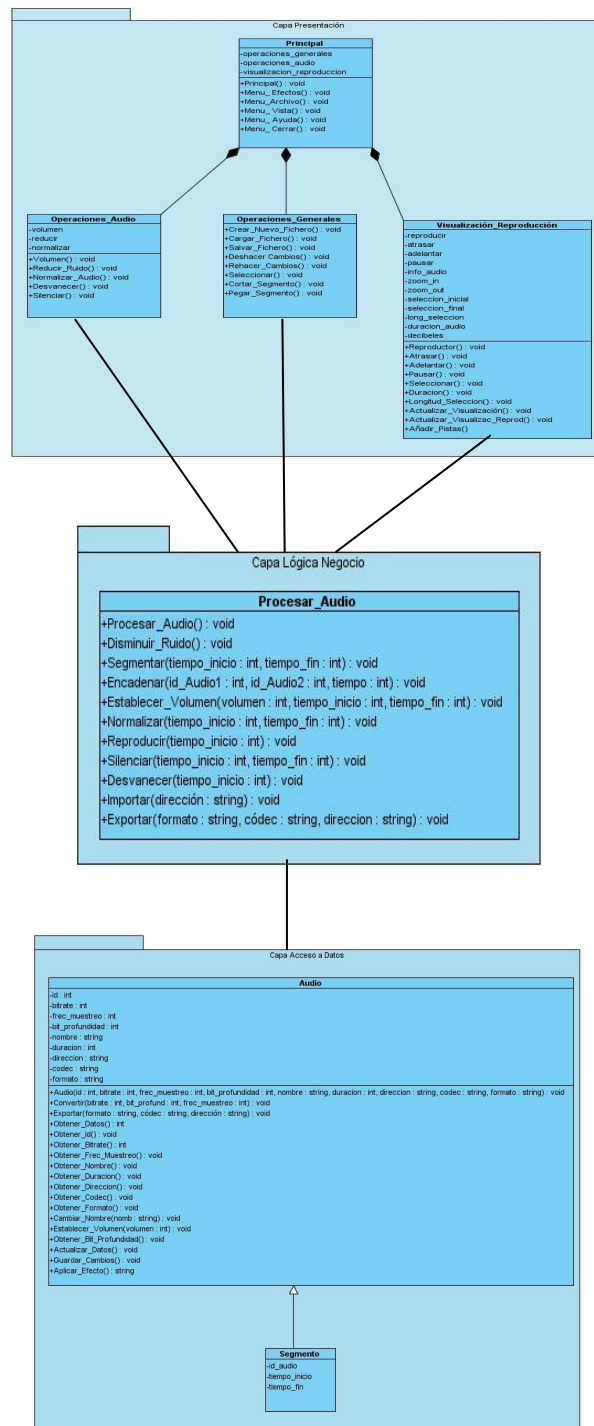 Capa Presentación
Principal
-operaciones_generales
-operaciones_audio
-visualizacion_reproduccion
+Principal() : void
+Menu_ Efectos() : void
+Menu_Archivo() : void
+Menu_ Vista() : void
+Menu_ Ayuda() : void
+Menu_ Cerrar() : void
Operaciones_Audio
-volumen
-reducir
-normalizar
+Volumen() : void
+Reducir_Ruido() : void
+Normalizar_Audio() : void
+Desvanecer() : void
+Silenciar() : void
Operaciones_Generales
+Crear_Nuevo_Fichero() : void
+Cargar_Fichero() : void
+Salvar_Fichero() : void
+Deshacer Cambios() : void
+Rehacer_Cambios() : void
+Seleccionar() : void
+Cortar_Segmento() : void
+Pegar_Segmento() : void
Visualización_Reproducción
-reproducir
-atrasar
-adelantar
-pausar
-info_audio
-zoom_in
-zoom_out
-seleccion_inicial
-seleccion_final
-long_seleccion
-duracion_audio
-decibeles
+Reproductor() : void
+Atrasar() : void
+Adelantar() : void
+Pausar() : void
+Seleccionar() : void
+Duracion() : void
+Longitud_Seleccion() : void
+Actualizar_Visualización() : void
+Actualizar_Visualizac_Reprod() : void
+Añadir_Pistas()
Capa Lógica Negocio
Procesar_Audio
+Procesar_Audio() : void
+Disminuir_Ruido() : void
+Segmentar(tiempo_inicio : int, tiempo_fin : int) : void
+Encadenar(id_Audio1 : int, id_Audio2 : int, tiempo : int) : void
+Establecer_Volumen(volumen : int, tiempo_inicio : int, tiempo_fin : int) : void
+Normalizar(tiempo_inicio : int, tiempo_fin : int) : void
+Reproducir(tiempo_inicio : int) : void
+Silenciar(tiempo_inicio : int, tiempo_fin : int) : void
+Desvanecer(tiempo_inicio : int) : void
+Importar(dirección : string) : void
+Exportar(formato : string, códec : string, direccion : string) : void
Capa Acceso a Datos
Audio
-id : int
-bitrate : int
-frec_muestreo : int
-bit_profundidad : int
-nombre : string
-duracion : int
-direccion : string
-codec : string
-formato : string
+Audio(id : int, bitrate : int, frec_muestreo : int, bit_profundidad : int, nombre : string, duracion : int, direccion : string, codec : string, formato : string) : void
+Convertir(bitrate : int, bit_profund : int, frec_muestreo : int) : void
+Exportar(formato : string, códec : string, dirección : string) : void
+Obtener_Datos() : int
+Obtener_Id() : void
+Obtener_Bitrate() : int
+Obtener_Frec_Muestreo() : void
+Obtener_Nombre() : void
+Obtener_Duracion() : void
+Obtener_Direccion() : void
+Obtener_Codec() : void
+Obtener_Formato() : void
+Cambiar_Nombre(nomb : string) : void
+Establecer_Volumen(volumen : int) : void
+Obtener_Bit_Profundidad() : void
+Actualizar_Datos() : void
+Guardar_Cambios() : void
+Aplicar_Efecto() : string
Segmento
-id_audio
-tiempo_inicio
-tiempo_fin